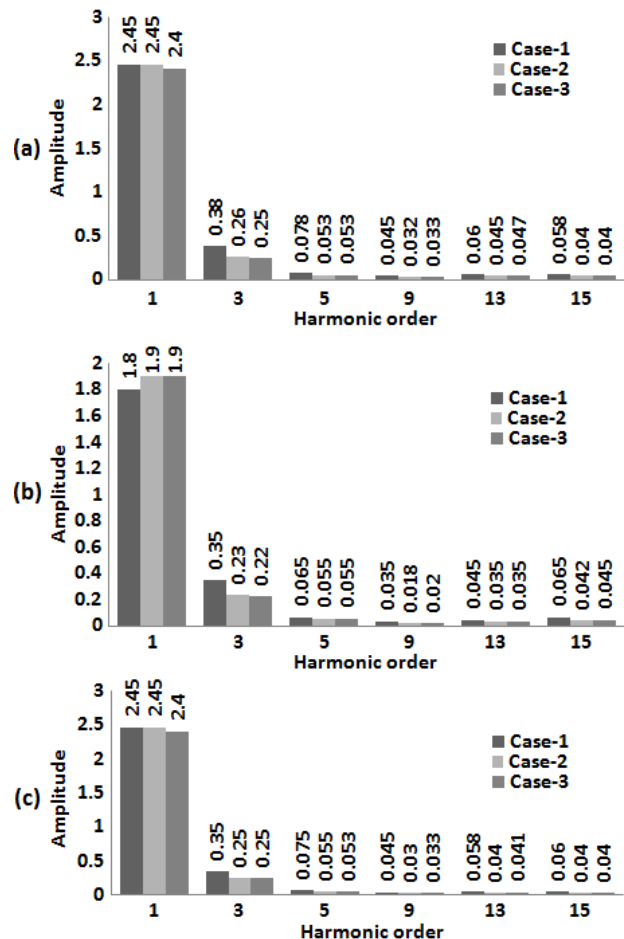 (a)
Amplitude
3
2.5
2
1.5
1
0.5
0
2.45 2.45 2.4
0.38 0.26 0.25
0.078 0.053 0.053
0.045 0.032 0.033
0.06 0.045 0.047
0.058 0.04 0.04
Case-1
Case-2
Case-3
1 3 5 9 13 15
Harmonic order
(b)
Amplitude
2
1.8
1.6
1.4
1.2
1
0.8
0.6
0.4
0.2
0
1.8 1.9 1.9
0.35 0.23 0.22
0.065 0.055 0.055
0.035 0.018 0.02
0.045 0.035 0.035
0.065 0.042 0.045
Case-1
Case-2
Case-3
1 3 5 9 13 15
Harmonic order
(c)
Amplitude
3
2.5
2
1.5
1
0.5
0
2.45 2.45 2.4
0.35 0.25 0.25
0.075 0.055 0.053
0.045 0.03 0.033
0.058 0.04 0.041
0.06 0.04 0.04
Case-1
Case-2
Case-3
1 3 5 9 13 15
Harmonic order